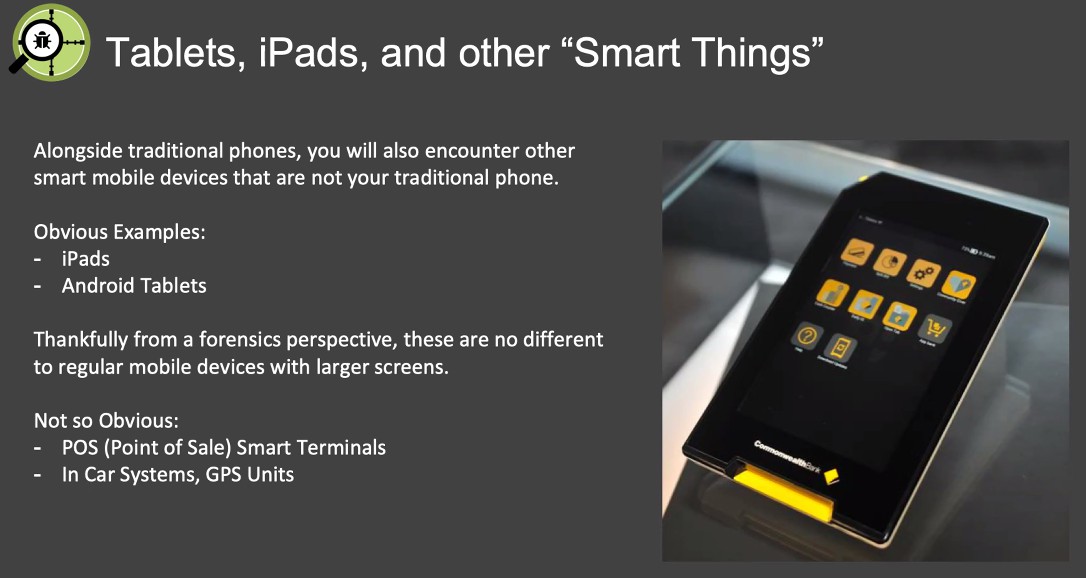 Tablets, iPads, and other “Smart Things”
Alongside traditional phones, you will also encounter other
smart mobile devices that are not your traditional phone.
Obvious Examples:
- iPads
- Android Tablets
Thankfully from a forensics perspective, these are no different
to regular mobile devices with larger screens.
Not so Obvious:
- POS (Point of Sale) Smart Terminals
- In Car Systems, GPS Units
CommonwealthBank